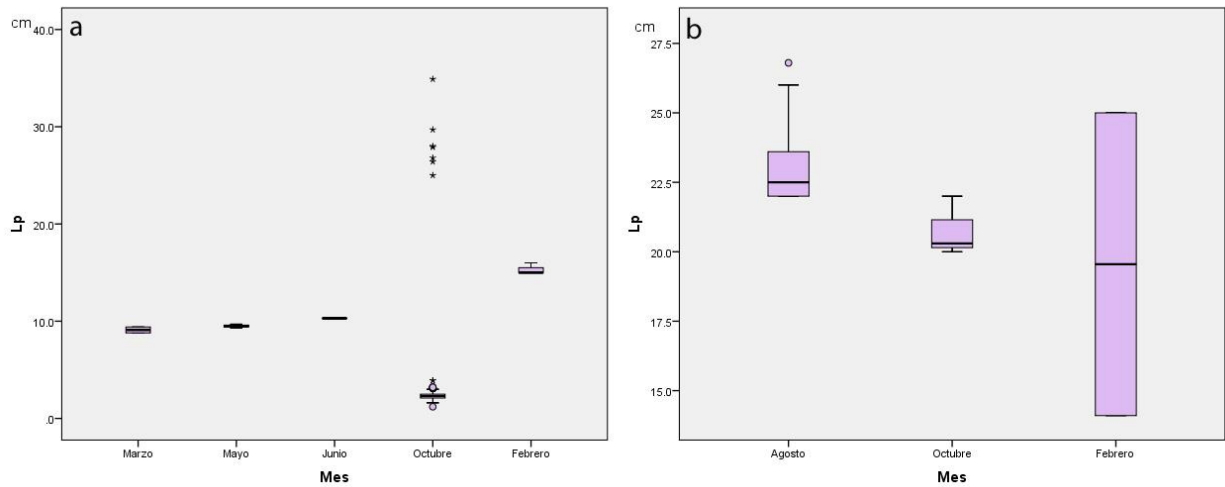 a
cm
40.0
30.0
20.0
10.0
.0
Lp
Marzo Mayo Junio Octubre Febrero
Mes
b
cm
27.5
25.0
22.5
20.0
17.5
15.0
Lp
Agosto Octubre Febrero
Mes